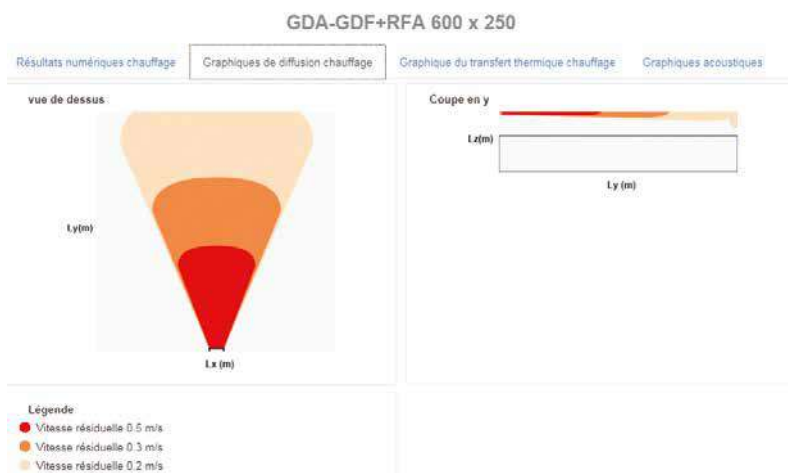 GDA-GDF+RFA 600 x 250
Résultats numériques chauffage
Graphiques de diffusion chauffage
Graphique du transfert thermique chauffage
Graphiques acoustiques
vue de dessus
Ly(m)
Lx (m)
Coupe en y
Lz(m)
Ly (m)
Légende
Vitesse résiduelle 0.5 m/s
Vitesse résiduelle 0.3 m/s
Vitesse résiduelle 0.2 m/s